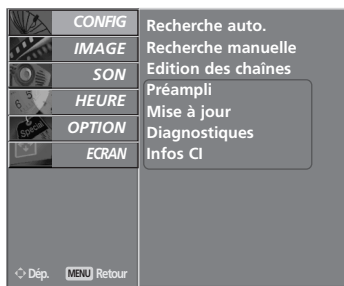 CONFIG
IMAGE
SON
HEURE
OPTION
ECRAN
Recherche auto.
Recherche manuelle
Edition des chaînes
Préampli
Mise à jour
Diagnostiques
Infos CI
Dép. MENU Retour
Special